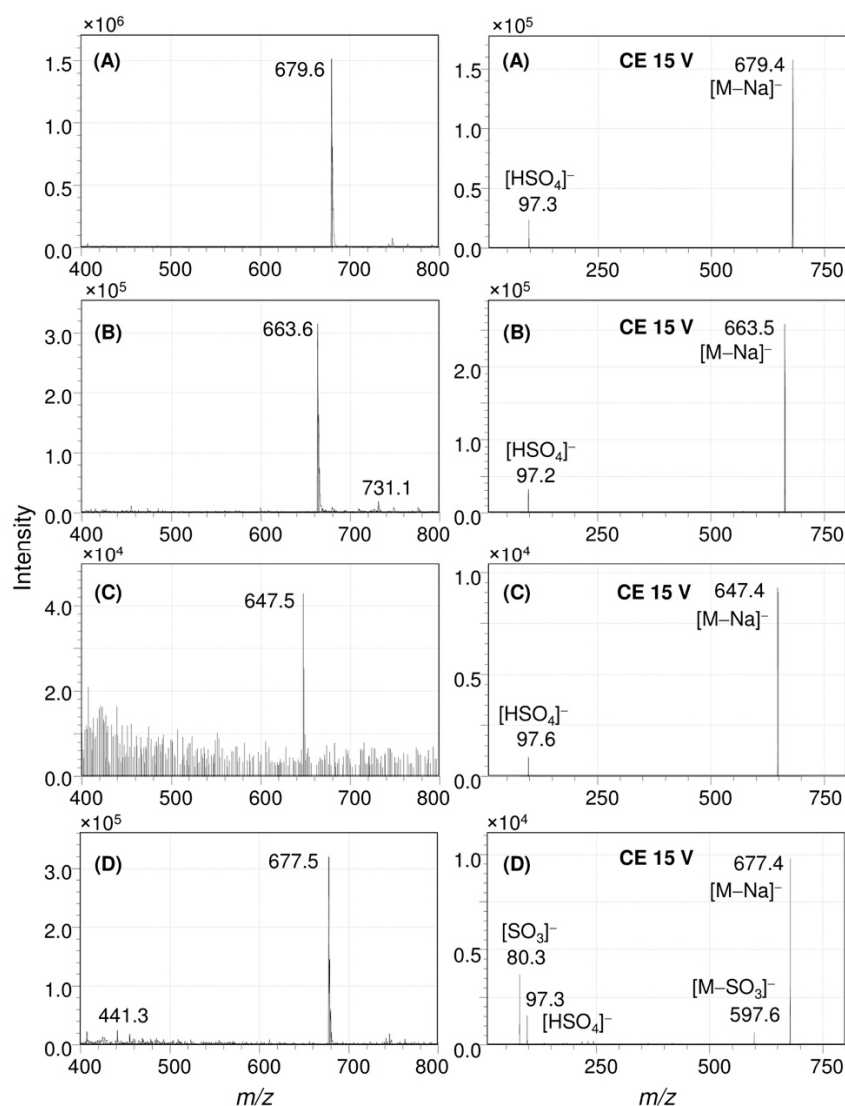 ×10⁶
(A)
679.6
1.5
1.0
0.5
0.0
400 500 600 700 800
×10⁵
(A)
CE 15 V
679.4
[M–Na]⁻
1.5
1.0
0.5
0.0
[HSO₄]⁻
97.3
250 500 750
×10⁵
(B)
663.6
731.1
3.0
2.0
1.0
0.0
400 500 600 700 800
×10⁵
(B)
CE 15 V
663.5
[M–Na]⁻
2.0
1.0
0.0
[HSO₄]⁻
97.2
250 500 750
Intensity
×10⁴
(C)
647.5
4.0
2.0
0.0
400 500 600 700 800
×10⁴
(C)
CE 15 V
647.4
[M–Na]⁻
1.0
0.5
0.0
[HSO₄]⁻
97.6
250 500 750
×10⁵
(D)
677.5
441.3
3.0
2.0
1.0
0.0
400 500 600 700 800
m/z
×10⁴
(D)
CE 15 V
677.4
[M–Na]⁻
1.0
0.5
0.0
[SO₃]⁻
80.3
97.3
[HSO₄]⁻
[M–SO₃]⁻
597.6
250 500 750
m/z